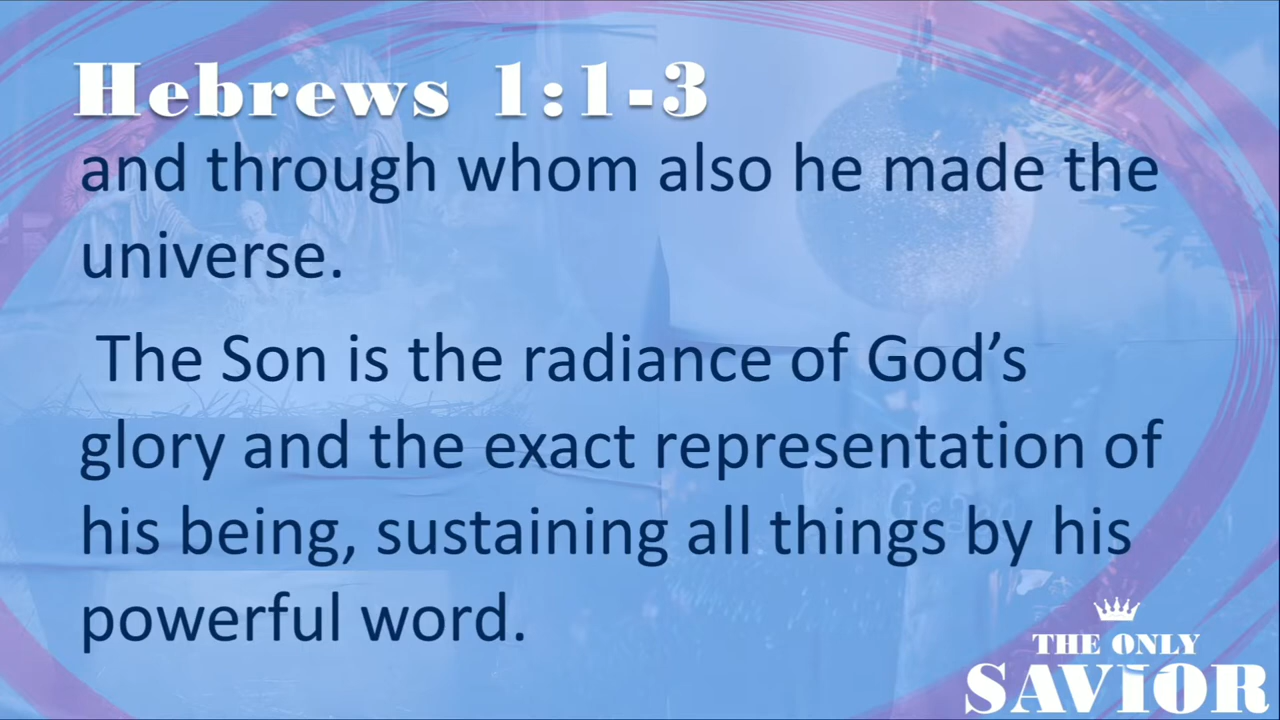 Hebrews 1:1-3
and through whom also he made the
universe.
The Son is the radiance of God’s
glory and the exact representation of
his being, sustaining all things by his
powerful word.
THE ONLY
SAVIOR